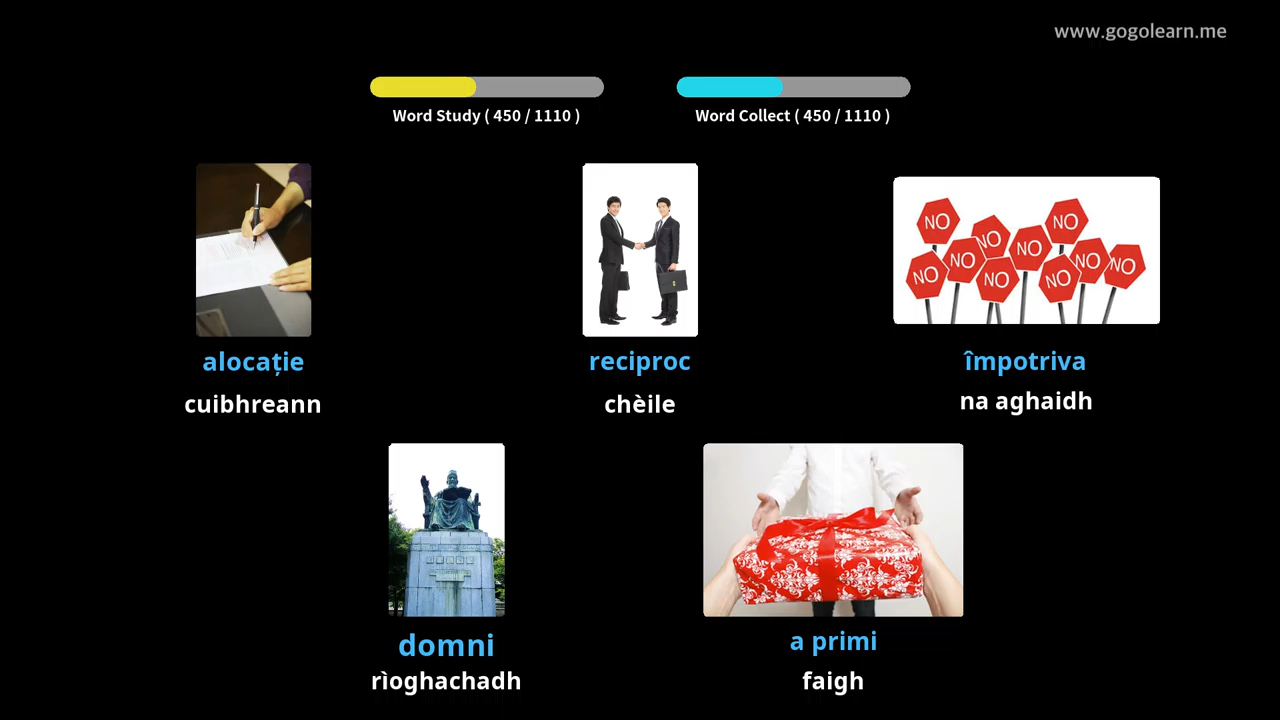 www.gogolearn.me
Word Study ( 450 / 1110 )
Word Collect ( 450 / 1110 )
NO
NO
NO
NO
NO
NO
NO
NO
NO
NO
alocație
cuibhreann
reciproc
chèile
împotriva
na aghaidh
domni
rìoghachadh
a primi
faigh